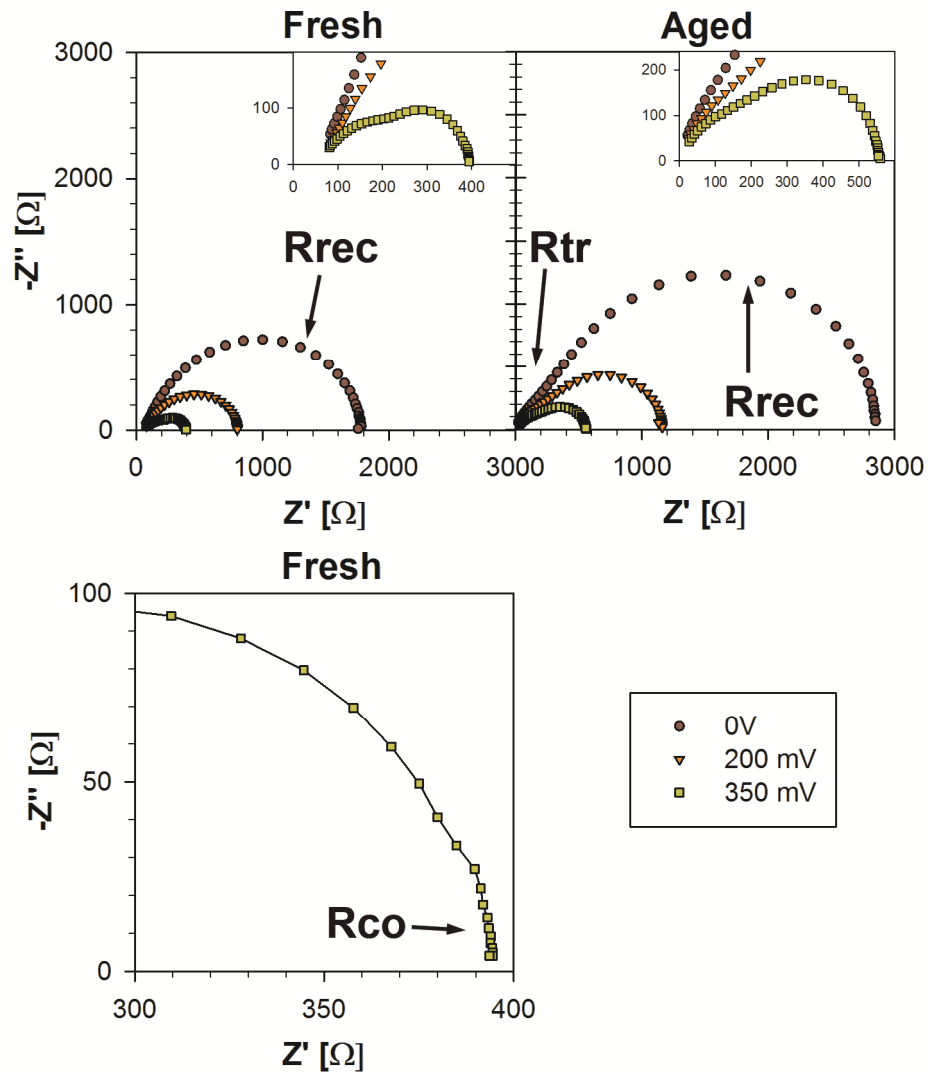 Fresh
Aged
3000
2000
1000
0
-Z" [Ω]
100
0
0 100 200 300 400
200
100
0
0 100 200 300 400 500
Rrec
Rtr
Rrec
0 1000 2000 3000 1000 2000 3000
Z' [Ω]
Z' [Ω]
Fresh
100
50
0
-Z" [Ω]
Rco
300 350 400
Z' [Ω]
0V
200 mV
350 mV